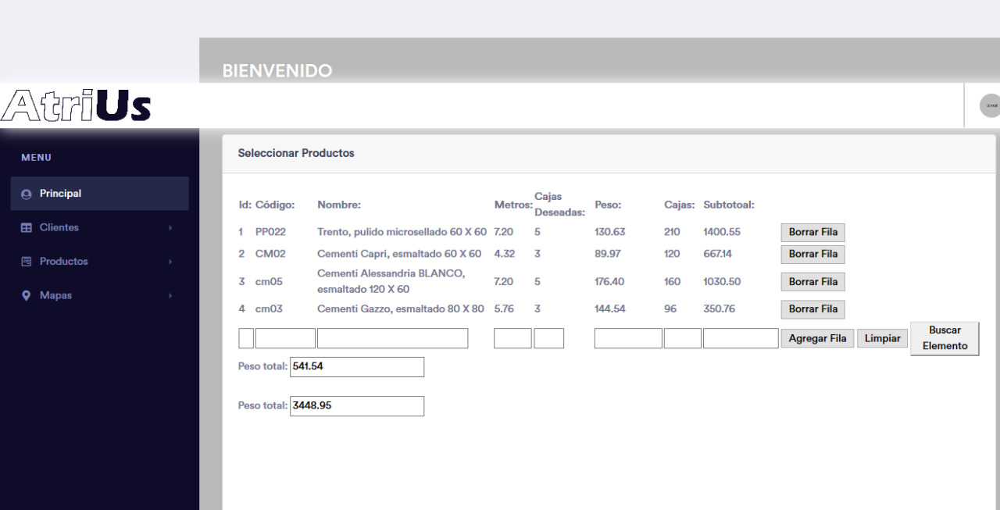 BIENVENIDO
AtriUs
MENU
Principal
Clientes
Productos
Mapas
Seleccionar Productos
Id: Código: Nombre: Metros: Cajas Deseadas: Peso: Cajas: Subtotoal:
1 PP022 Trento, pulido microsellado 60 X 60 7.20 5 130.63 210 1400.55 Borrar Fila
2 CM02 Cementi Capri, esmaltado 60 X 60 4.32 3 89.97 120 667.14 Borrar Fila
3 cm05 Cementi Alessandria BLANCO, esmaltado 120 X 60 7.20 5 176.40 160 1030.50 Borrar Fila
4 cm03 Cementi Gazzo, esmaltado 80 X 80 5.76 3 144.54 96 350.76 Borrar Fila
Agregar Fila Limpiar Buscar Elemento
Peso total: 541.54
Peso total: 3448.95